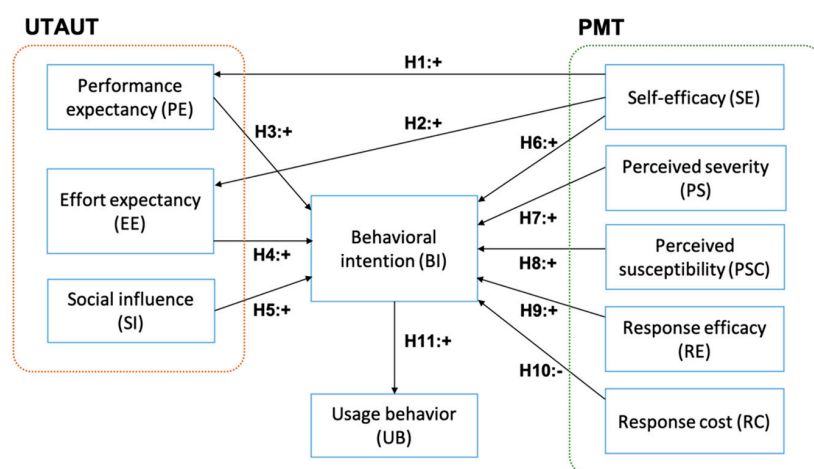 UTAUT
PMT
Performance
expectancy (PE)
Effort expectancy
(EE)
Social influence
(SI)
H1:+
H2:+
H3:+
H4:+
H5:+
H6:+
H7:+
H8:+
H9:+
H10:-
H11:+
Behavioral
intention (BI)
Usage behavior
(UB)
Self-efficacy (SE)
Perceived severity
(PS)
Perceived
susceptibility (PSC)
Response efficacy
(RE)
Response cost (RC)